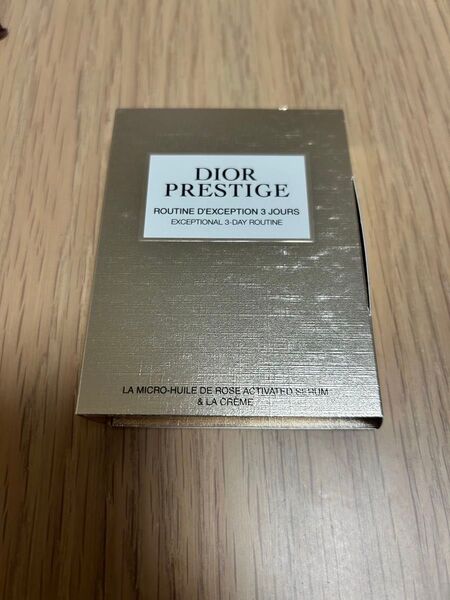 DIOR
PRESTIGE
ROUTINE D'EXCEPTION 3 JOURS
EXCEPTIONAL 3-DAY ROUTINE
LA MICRO-HUILE DE ROSE ACTIVATED SERUM
& LA CRÈME